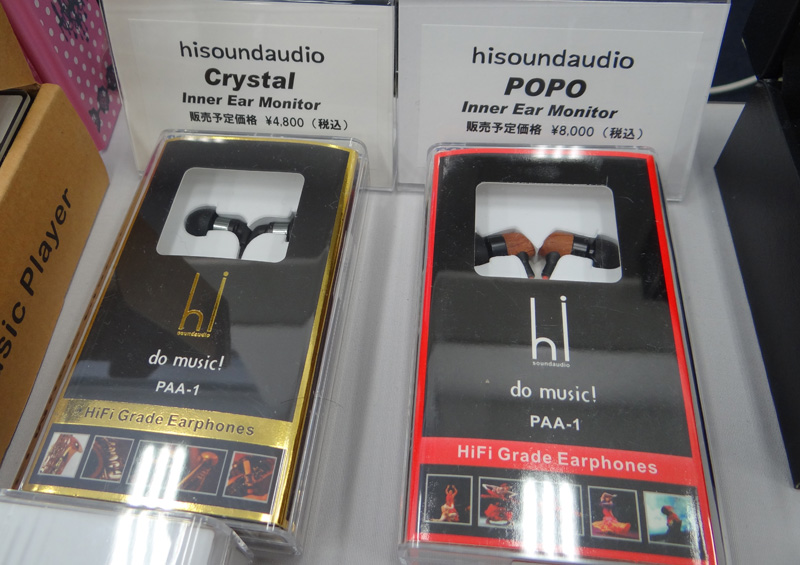 hisoundaudio
Crystal
Inner Ear Monitor
販売予定価格 ¥4.800（税込）
hisoundaudio
POPO
Inner Ear Monitor
販売予定価格 ¥8.000（税込）
hi
soundaudio
do music!
PAA-1
HiFi Grade Earphones
hi
soundaudio
do music!
PAA-1
HiFi Grade Earphones
Player